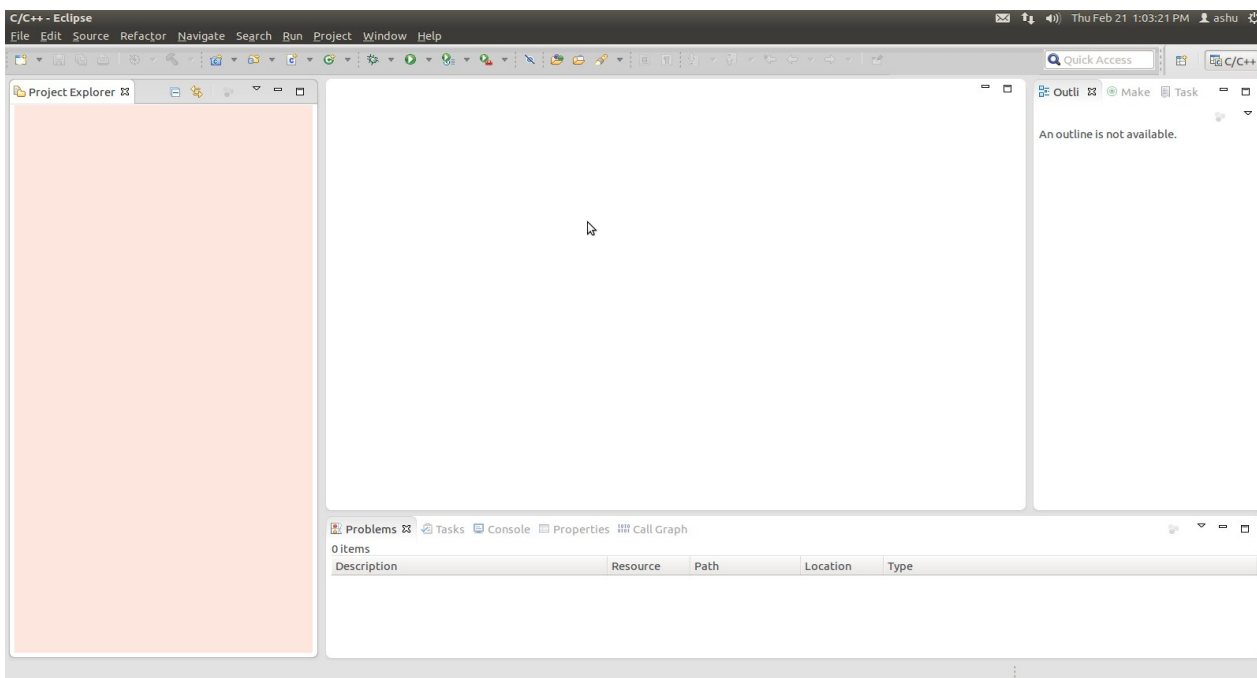 C/C++ - Eclipse
Thu Feb 21 1:03:21 PM ashu
File Edit Source Refactor Navigate Search Run Project Window Help
Quick Access C/C++
Project Explorer
Outli Make Task
An outline is not available.
Problems Tasks Console Properties Call Graph
0 items
Description Resource Path Location Type